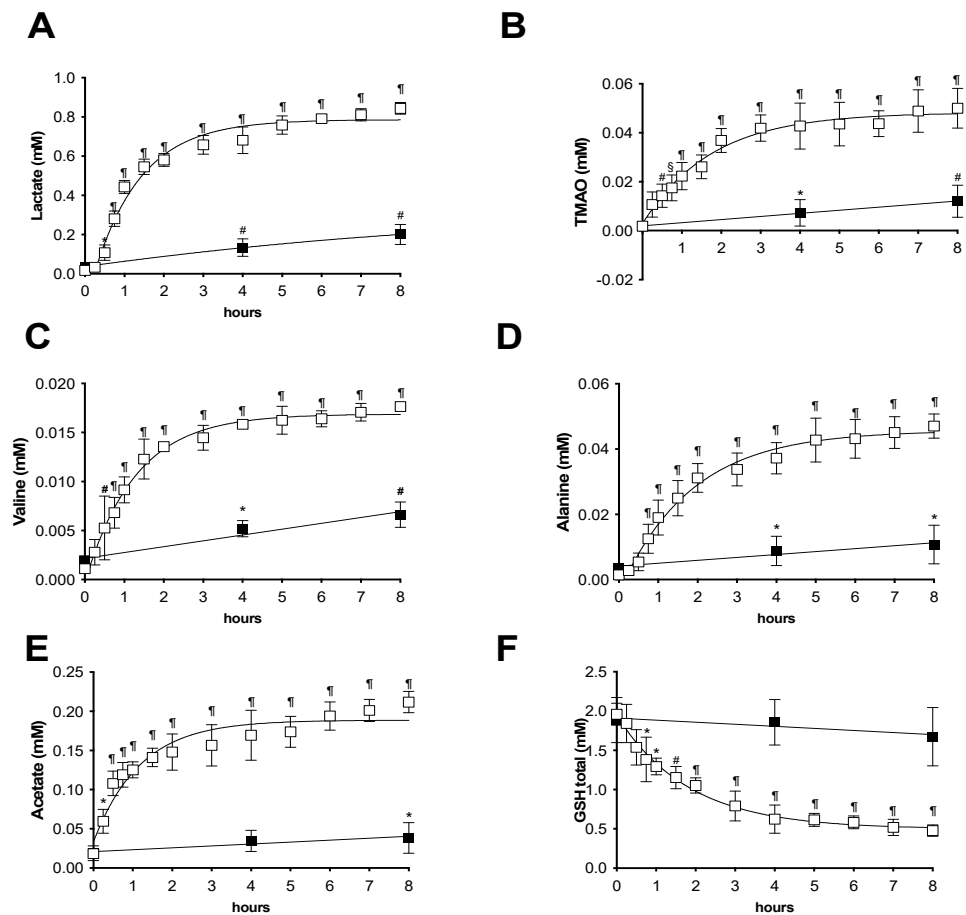 A
Lactate (mM)
1.0
0.8
0.6
0.4
0.2
0.0
* ¶ ¶ ¶ ¶ ¶ ¶ ¶ ¶ ¶ ¶ ¶
# #
0 1 2 3 4 5 6 7 8
hours
B
TMAO (mM)
0.06
0.04
0.02
0.00
-0.02
# § ¶ ¶ ¶ ¶ ¶ ¶ ¶ ¶ ¶
* #
1 2 3 4 5 6 7 8
hours
C
Valine (mM)
0.020
0.015
0.010
0.005
0.000
# ¶ ¶ ¶ ¶ ¶ ¶ ¶ ¶ ¶ ¶
* #
0 1 2 3 4 5 6 7 8
hours
D
Alanine (mM)
0.06
0.04
0.02
0.00
¶ ¶ ¶ ¶ ¶ ¶ ¶ ¶ ¶ ¶
* *
0 1 2 3 4 5 6 7 8
hours
E
Acetate (mM)
0.25
0.20
0.15
0.10
0.05
0.00
* ¶ ¶ ¶ ¶ ¶ ¶ ¶ ¶ ¶ ¶ ¶
*
0 1 2 3 4 5 6 7 8
hours
F
GSH total (mM)
2.5
2.0
1.5
1.0
0.5
0.0
* * # ¶ ¶ ¶ ¶ ¶ ¶ ¶
0 1 2 3 4 5 6 7 8
hours